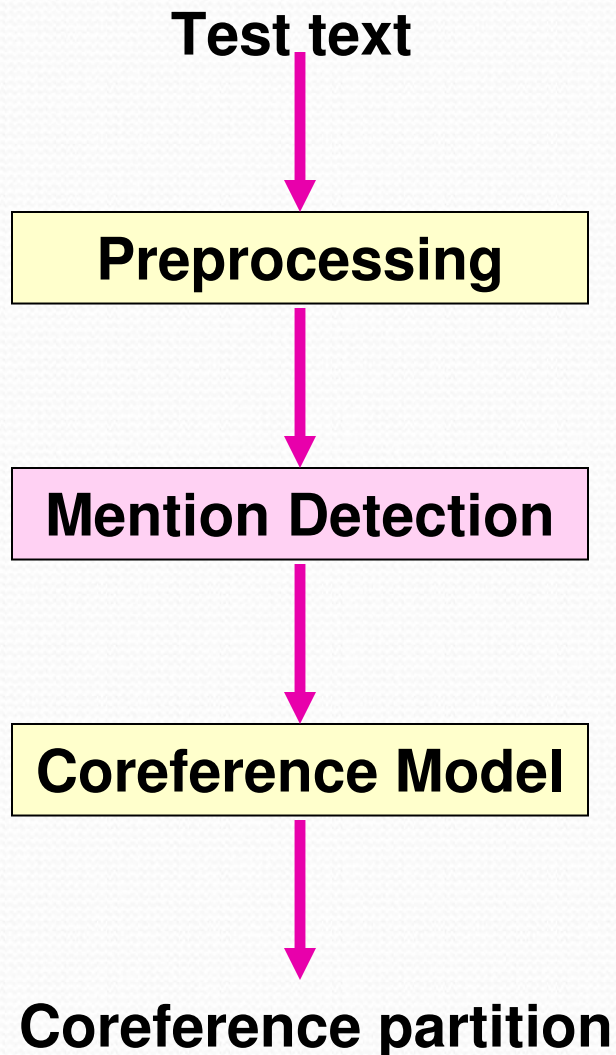 Test text
Preprocessing
Mention Detection
Coreference Model
Coreference partition